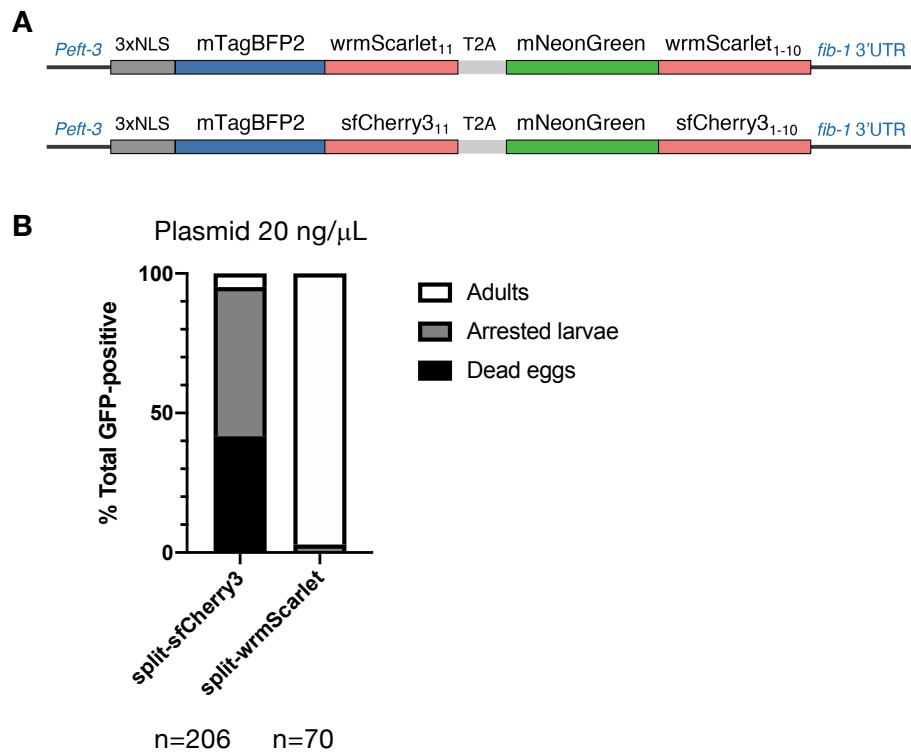 A
Peft-3 3xNLS mTagBFP2 wrmScarlet11 T2A mNeonGreen wrmScarlet1-10 fib-1 3'UTR
Peft-3 3xNLS mTagBFP2 sfCherry311 T2A mNeonGreen sfCherry31-10 fib-1 3'UTR
B
Plasmid 20 ng/μL
% Total GFP-positive
100
50
0
Adults
Arrested larvae
Dead eggs
split-sfCherry3
split-wrmScarlet
n=206 n=70